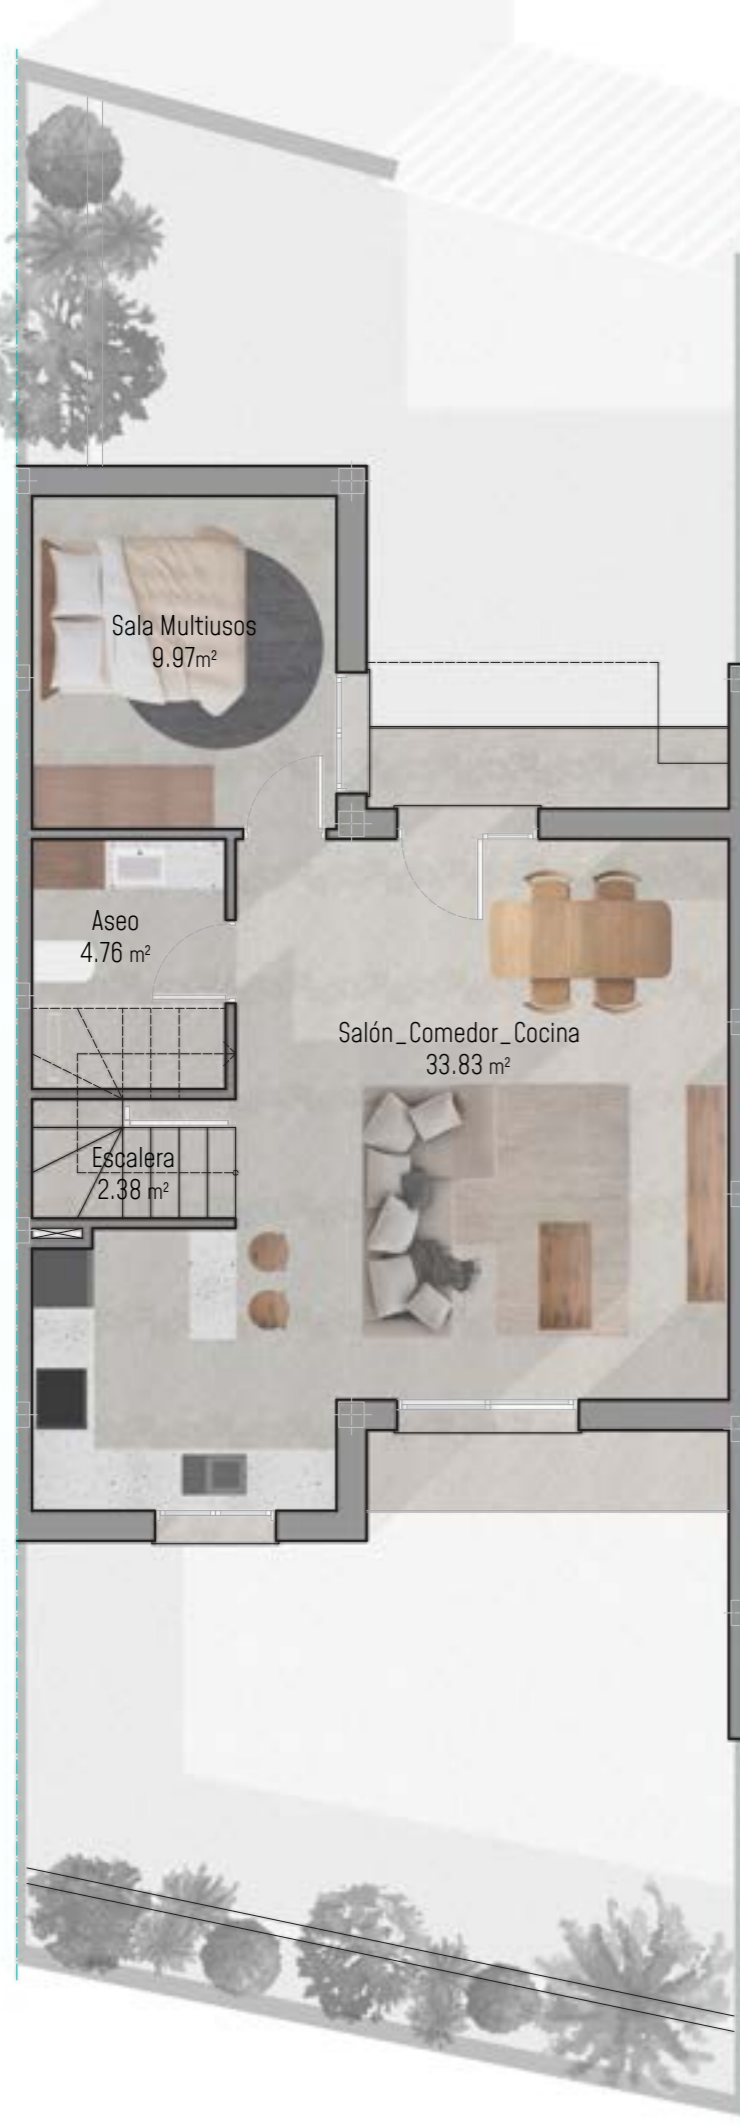 Sala Multiusos
9.97m²
Aseo
4.76 m²
Salón_Comedor_Cocina
33.83 m²
Escalera
2.38 m²